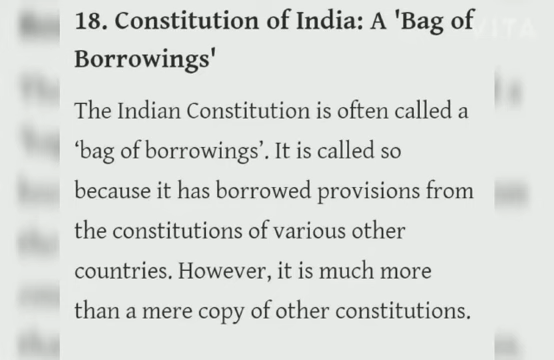 18. Constitution of India: A 'Bag of
Borrowings'
The Indian Constitution is often called a
‘bag of borrowings’. It is called so
because it has borrowed provisions from
the constitutions of various other
countries. However, it is much more
than a mere copy of other constitutions.